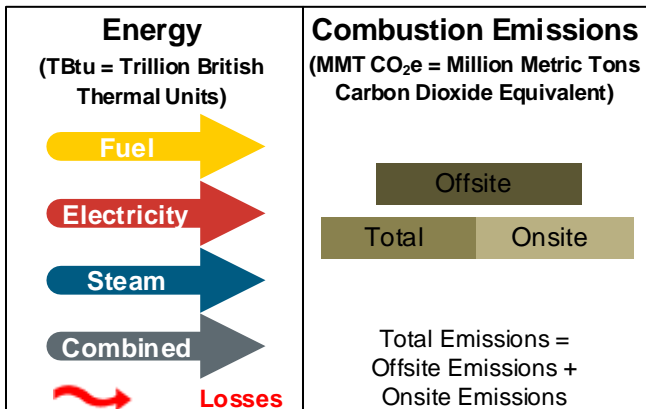 Energy
(TBtu = Trillion British
Thermal Units)
Fuel
Electricity
Steam
Combined
Losses
Combustion Emissions
(MMT CO₂e = Million Metric Tons
Carbon Dioxide Equivalent)
Offsite
Total
Onsite
Total Emissions =
Offsite Emissions +
Onsite Emissions